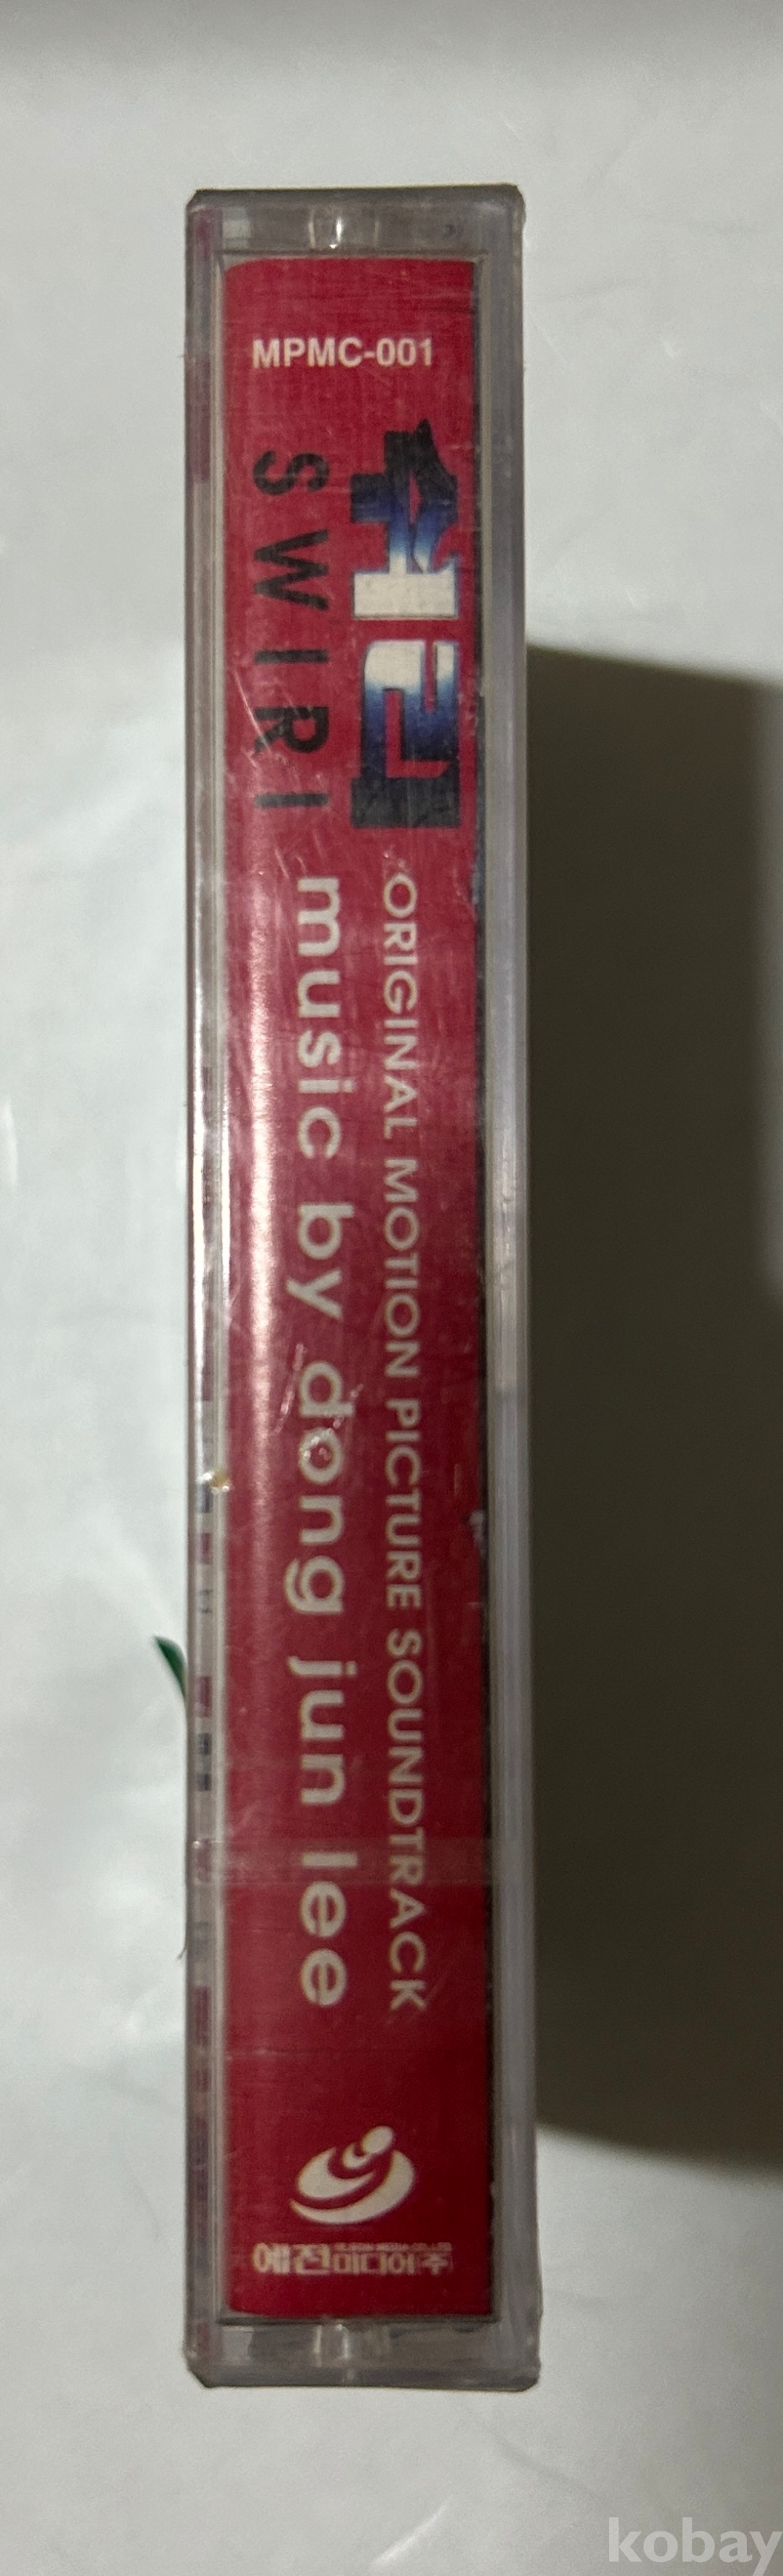 MPMC-001
쉬리
SWIRI
ORIGINAL MOTION PICTURE SOUNDTRACK
music by dong jun lee
예전미디어(주)
kobay